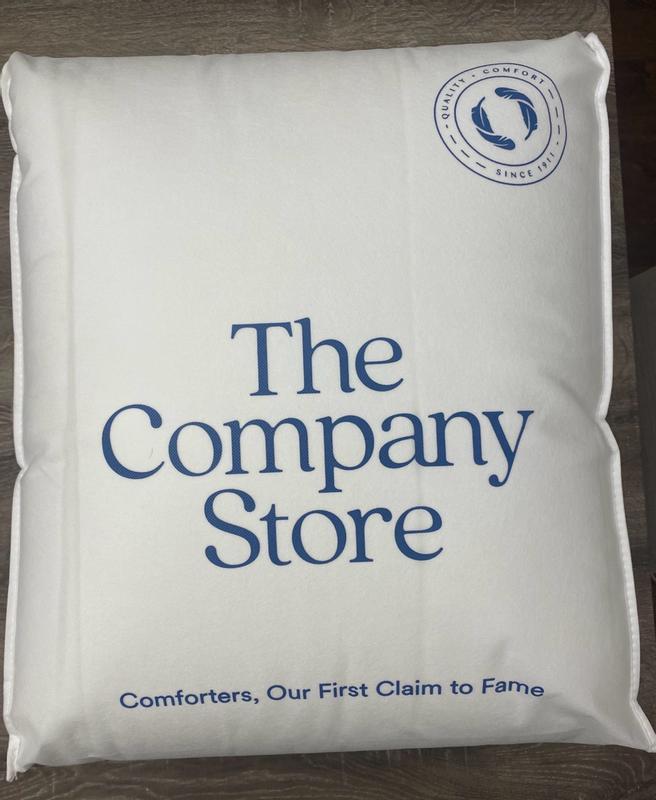 QUALITY - COMFORT
SINCE 1911
The
Company
Store
Comforters, Our First Claim to Fame